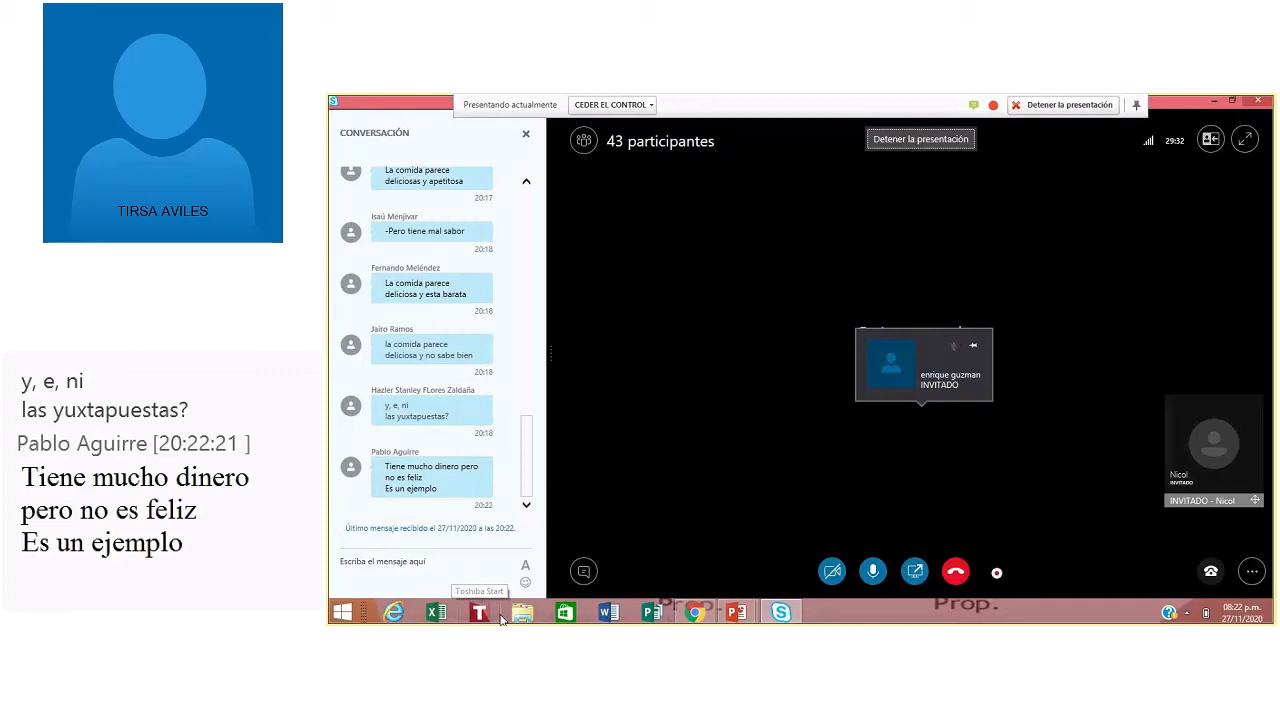 TIRSA AVILES
y, e, ni
las yuxtapuestas?
Pablo Aguirre [20:22:21 ]
Tiene mucho dinero
pero no es feliz
Es un ejemplo
Presentando actualmente
CEDER EL CONTROL
Detener la presentación
CONVERSACIÓN
43 participantes
Detener la presentación
29:32
La comida parece
deliciosas y apetitosa
20:17
Isaú Menjivar
-Pero tiene mal sabor
20:18
Fernando Meléndez
La comida parece
deliciosa y esta barata
20:18
Jairo Ramos
la comida parece
deliciosa y no sabe bien
20:18
Hazler Stanley FLores Zaldaña
y, e, ni
las yuxtapuestas?
20:18
Pablo Aguirre
Tiene mucho dinero pero
no es feliz
Es un ejemplo
20:22
Último mensaje recibido el 27/11/2020 a las 20:22.
Escriba el mensaje aquí
A
Toshiba Start
enrique guzman
INVITADO
Nicol
INVITADO
INVITADO - Nicol
Prop.
Prop.
08:22 p.m.
27/11/2020